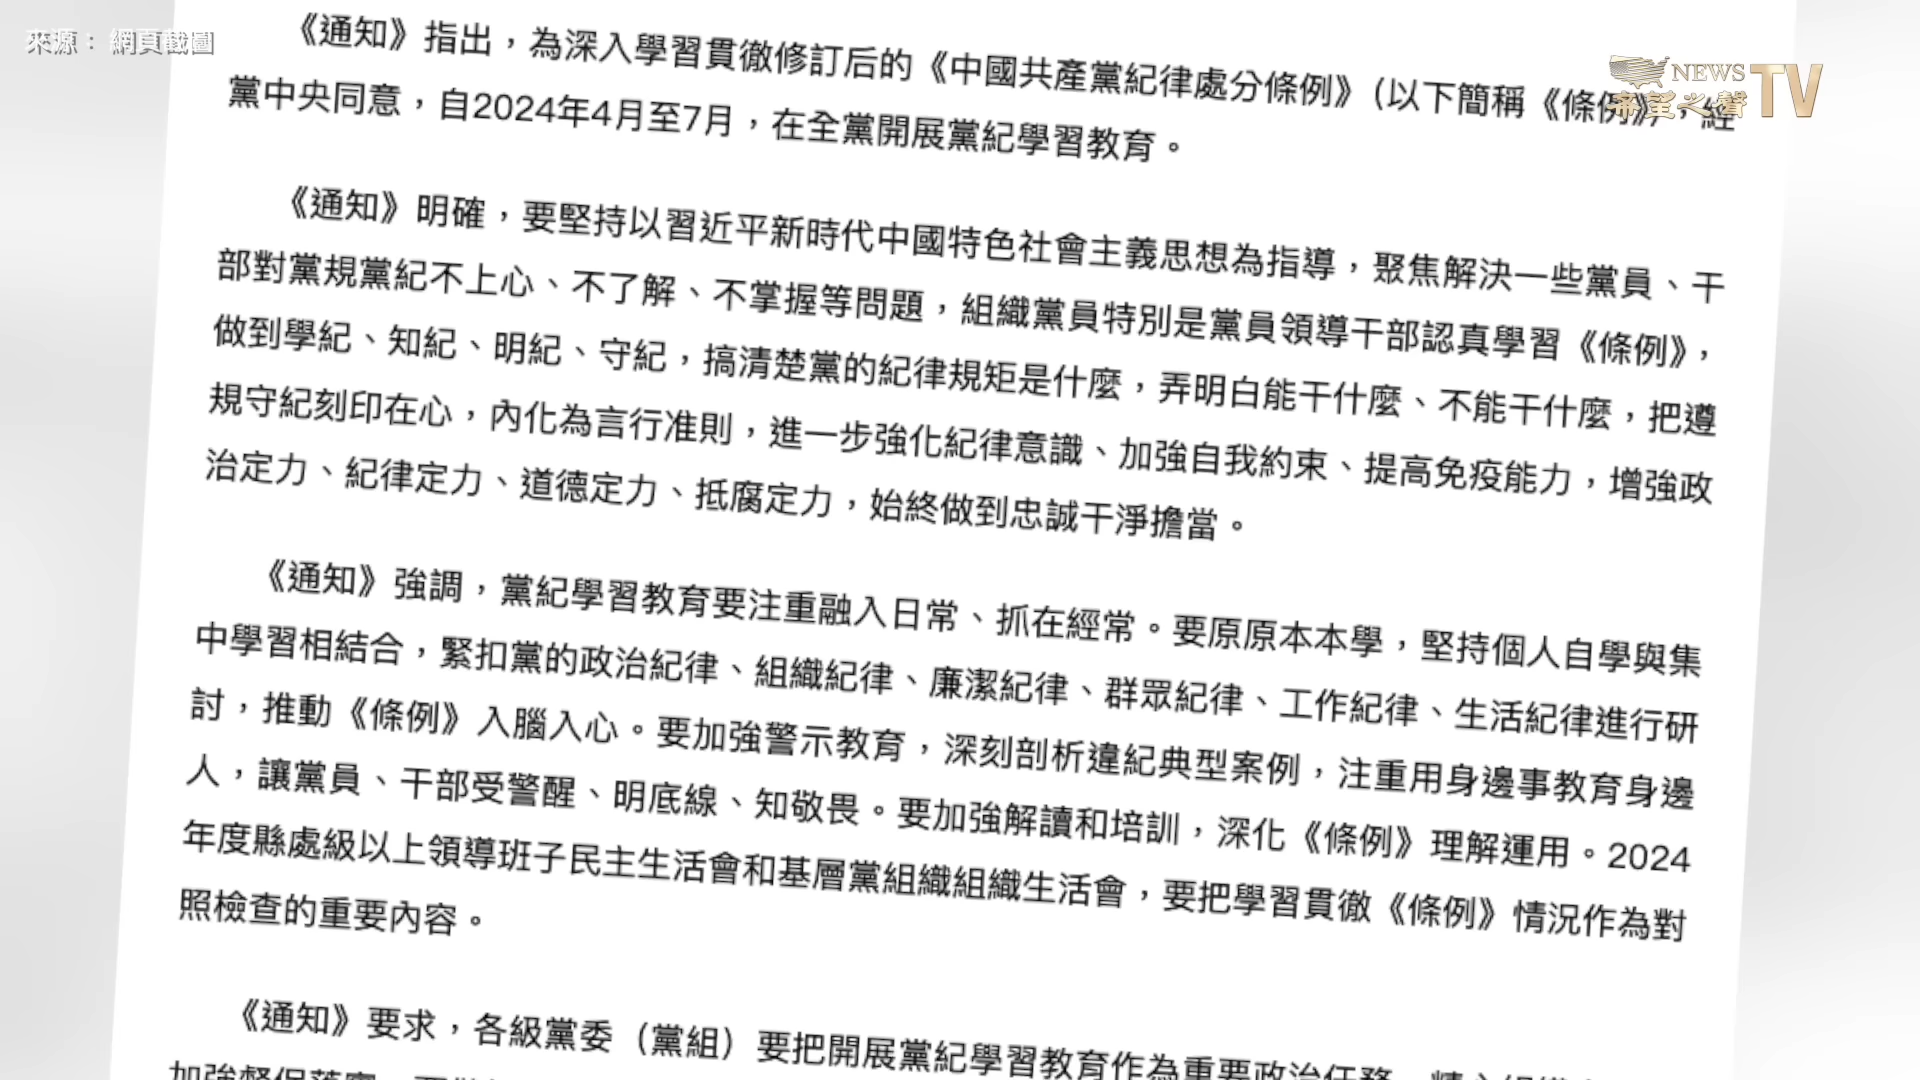 來源： 網頁截圖
NEWS
希望之聲TV
《通知》指出，為深入學習貫徹修訂后的《中國共產黨紀律處分條例》(以下簡稱《條例》)，經
黨中央同意，自2024年4月至7月，在全黨開展黨紀學習教育。
《通知》明確，要堅持以習近平新時代中國特色社會主義思想為指導，聚焦解決一些黨員、干
部對黨規黨紀不上心、不了解、不掌握等問題，組織黨員特別是黨員領導干部認真學習《條例》，
做到學紀、知紀、明紀、守紀，搞清楚黨的紀律規矩是什麼，弄明白能干什麼、不能干什麼，把遵
規守紀刻印在心，內化為言行准則，進一步強化紀律意識、加強自我約束、提高免疫能力，增強政
治定力、紀律定力、道德定力、抵腐定力，始終做到忠誠干淨擔當。
《通知》強調，黨紀學習教育要注重融入日常、抓在經常。要原原本本學，堅持個人自學與集
中學習相結合，緊扣黨的政治紀律、組織紀律、廉潔紀律、群眾紀律、工作紀律、生活紀律進行研
討，推動《條例》入腦入心。要加強警示教育，深刻剖析違紀典型案例，注重用身邊事教育身邊
人，讓黨員、干部受警醒、明底線、知敬畏。要加強解讀和培訓，深化《條例》理解運用。2024
年度縣處級以上領導班子民主生活會和基層黨組織組織生活會，要把學習貫徹《條例》情況作為對
照檢查的重要內容。
《通知》要求，各級黨委（黨組）要把開展黨紀學習教育作為重要政治任務，精心組織